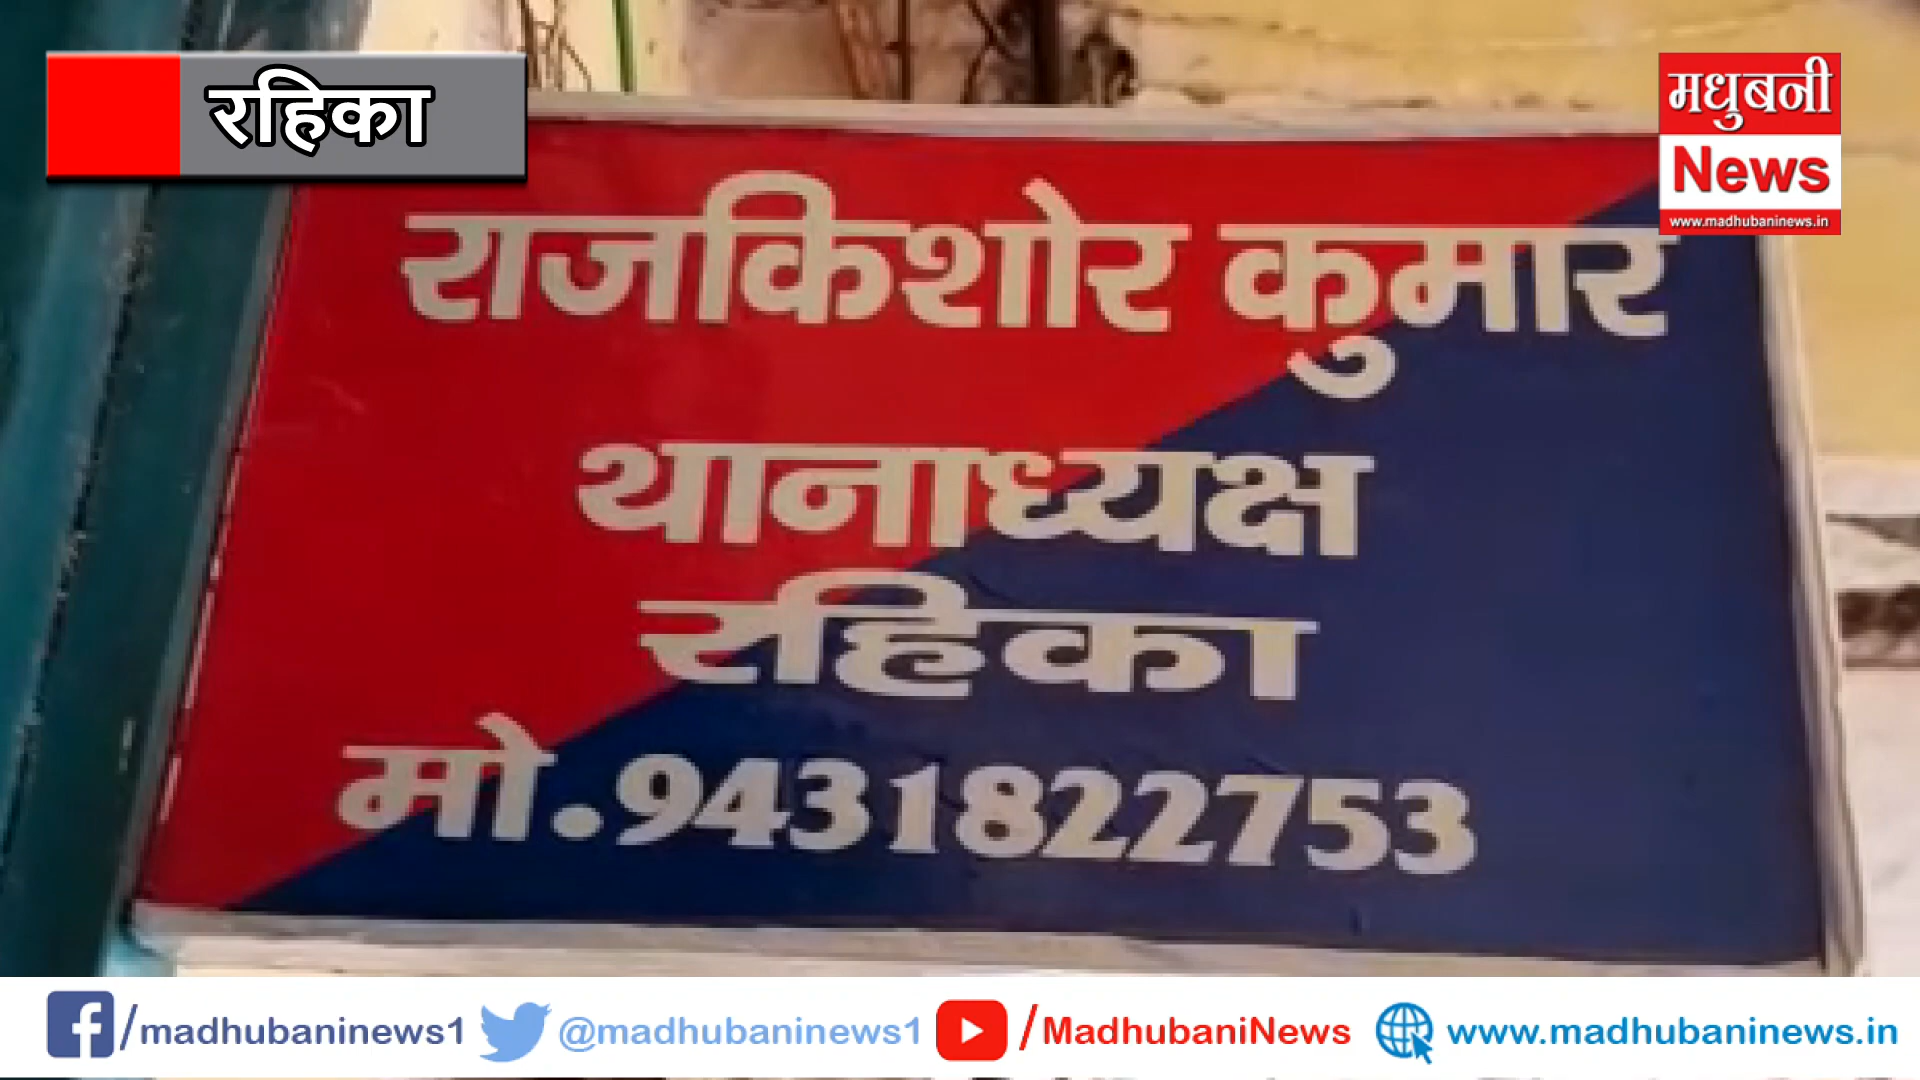 रहिका
मधुबनी
News
www.madhubaninews.in
राजकिशोर कुमार
थानाध्यक्ष
रहिका
मो.9431822753
/madhubaninews1 @madhubaninews1 /MadhubaniNews www.madhubaninews.in